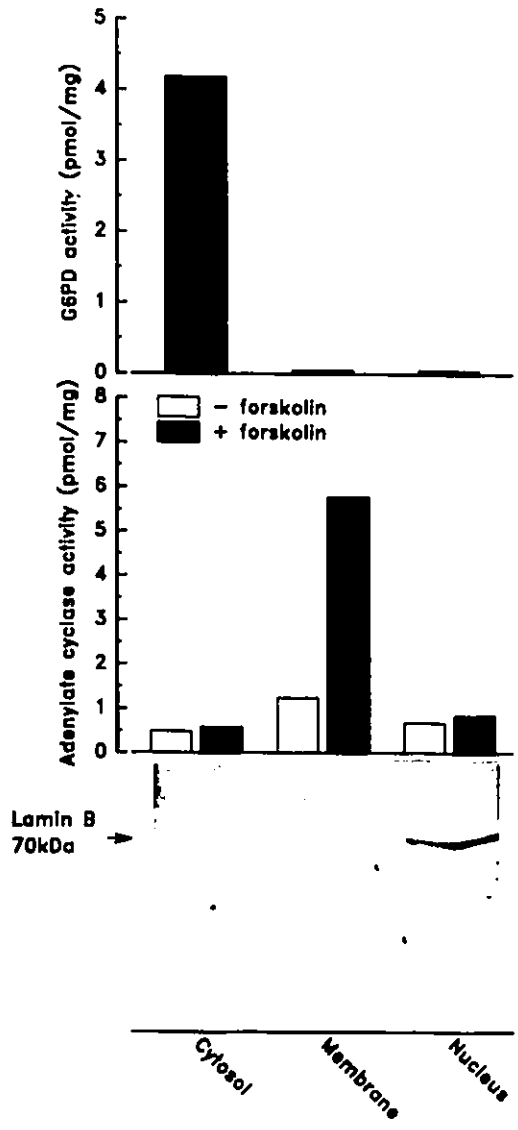 G6PD activity (pmol/mg)
5
4
3
2
1
0
Adenylate cyclase activity (pmol/mg)
8
7
6
5
4
3
2
1
0
- forskolin
+ forskolin
Lamin B
70kDa
Cytosol
Membrane
Nucleus